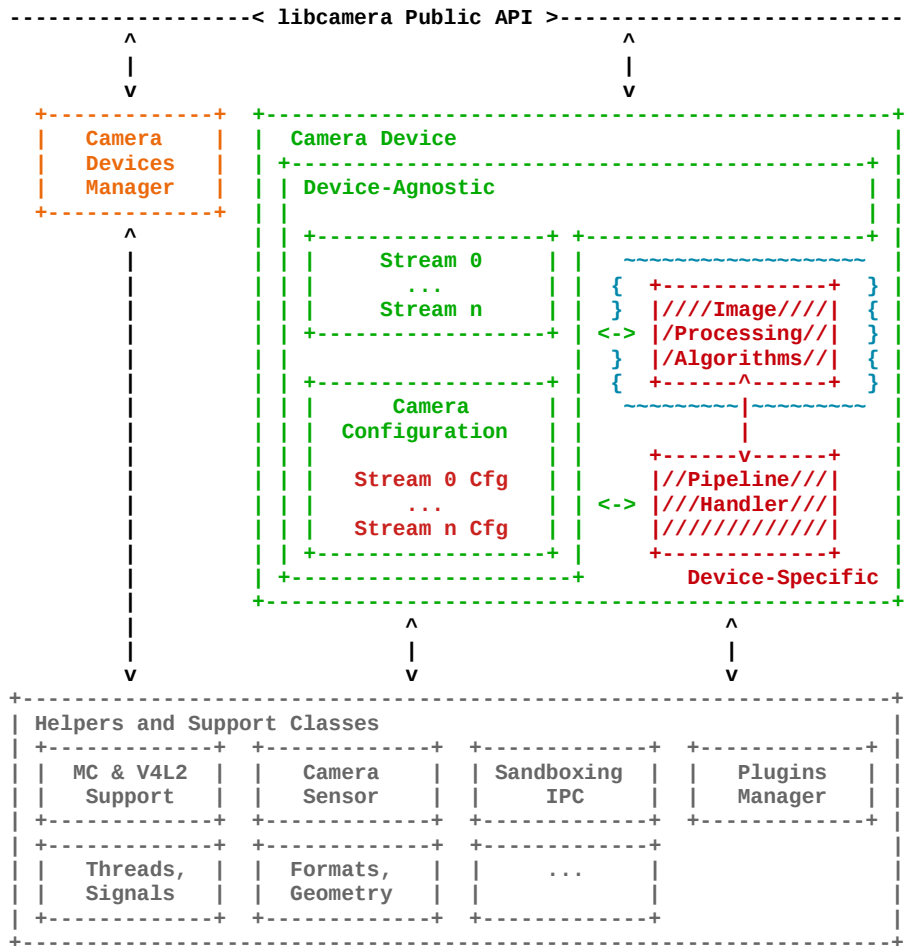 < libcamera Public API >
Camera
Devices
Manager
Camera Device
Device-Agnostic
Stream 0
...
Stream n
Camera
Configuration
Stream 0 Cfg
...
Stream n Cfg
////Image////
/Processing//
/Algorithms//
//Pipeline///
///Handler///
/////////////
Device-Specific
Helpers and Support Classes
MC & V4L2
Support
Camera
Sensor
Sandboxing
IPC
Plugins
Manager
Threads,
Signals
Formats,
Geometry
...